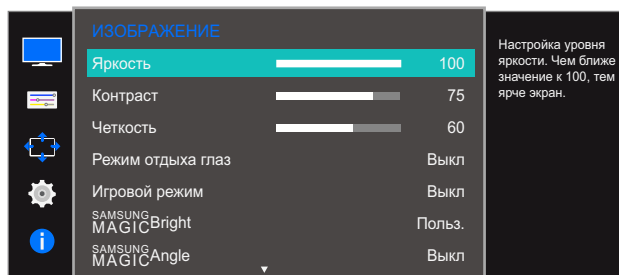 ИЗОБРАЖЕНИЕ
Яркость 100
Контраст 75
Четкость 60
Режим отдыха глаз Выкл
Игровой режим Выкл
SAMSUNG MAGIC Bright Польз.
SAMSUNG MAGIC Angle Выкл
Настройка уровня
яркости. Чем ближе
значение к 100, тем
ярче экран.